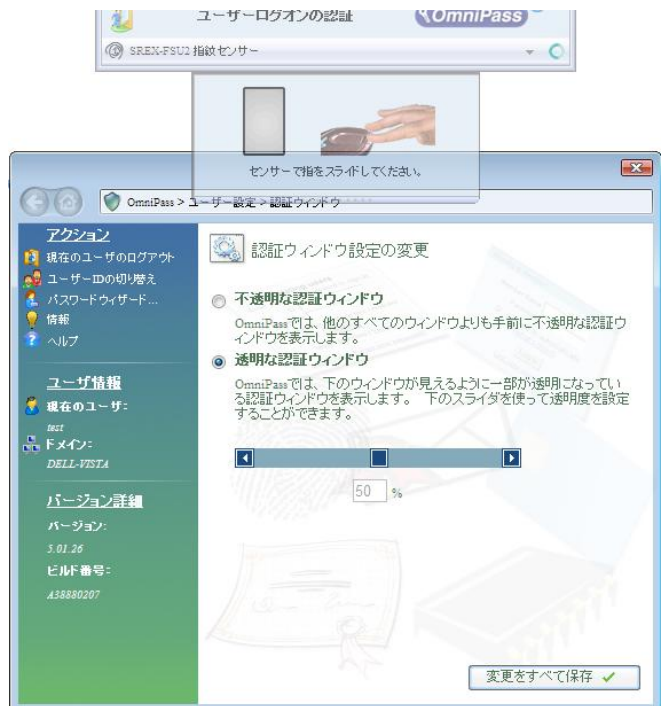 ユーザーログオンの認証
OmniPass
SREX-FSU2 指紋センサー
センサーで指をスライドしてください。
OmniPass > ユーザー設定 > 認証ウィンドウ
アクション
現在のユーザのログアウト
ユーザーIDの切り替え
パスワードウィザード...
情報
ヘルプ
ユーザ情報
現在のユーザ:
test
ドメイン:
DELL-VISTA
バージョン詳細
バージョン:
5.01.26
ビルド番号:
A38880207
認証ウィンドウ設定の変更
不透明な認証ウィンドウ
OmniPassでは、他のすべてのウィンドウよりも手前に不透明な認証ウ
ィンドウを表示します。
透明な認証ウィンドウ
OmniPassでは、下のウィンドウが見えるように一部が透明になってい
る認証ウィンドウを表示します。 下のスライダを使って透明度を設定
することができます。
50 %
変更をすべて保存